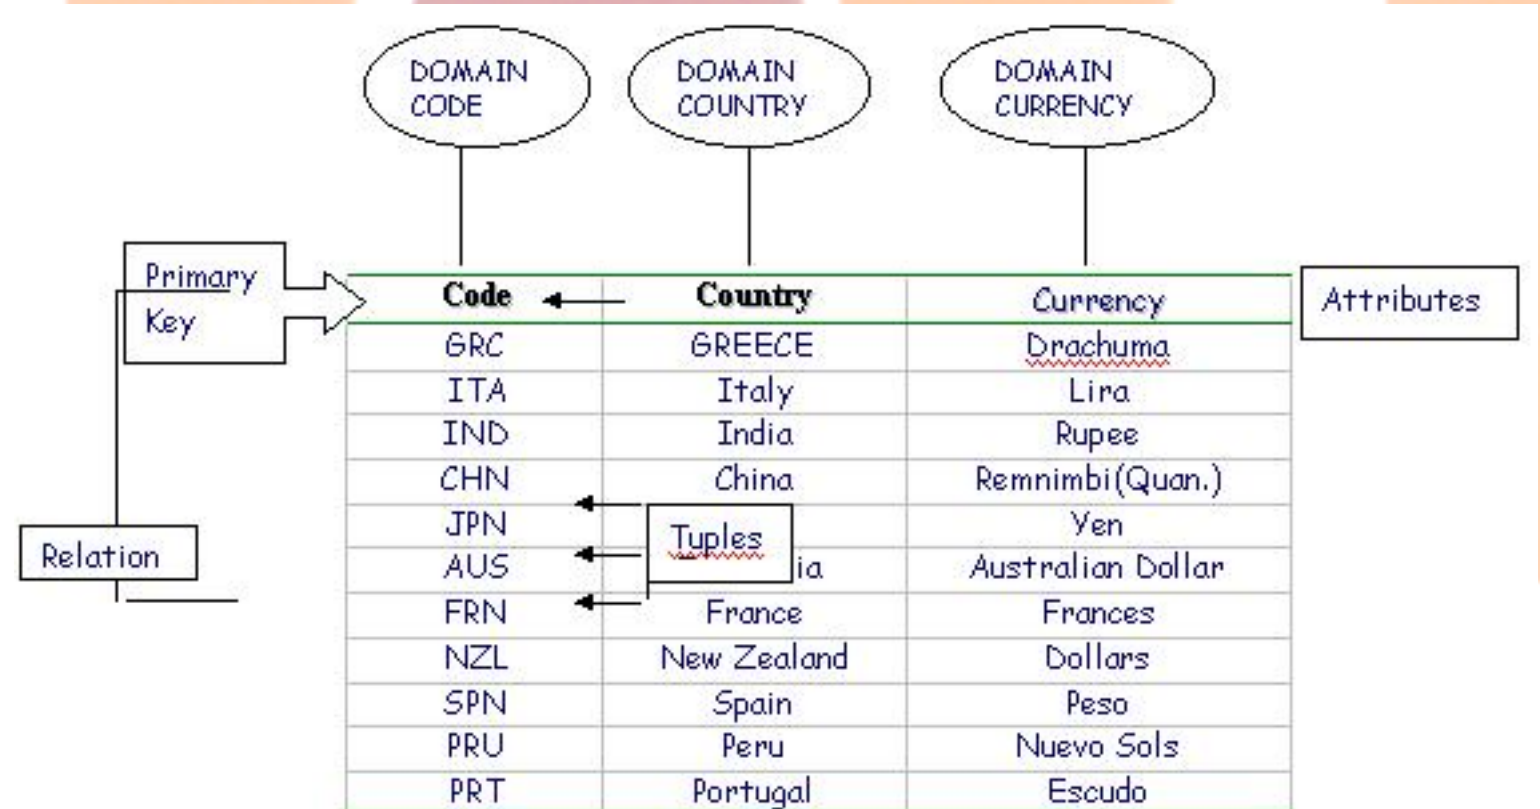 DOMAIN
CODE
DOMAIN
COUNTRY
DOMAIN
CURRENCY
Primary
Key
Code Country Currency
Attributes
GRC GREECE Drachuma
ITA Italy Lira
IND India Rupee
CHN China Remnimbi(Quan.)
JPN Yen
Tuples
Relation
AUS ia Australian Dollar
FRN France Frances
NZL New Zealand Dollars
SPN Spain Peso
PRU Peru Nuevo Sols
PRT Portugal Escudo